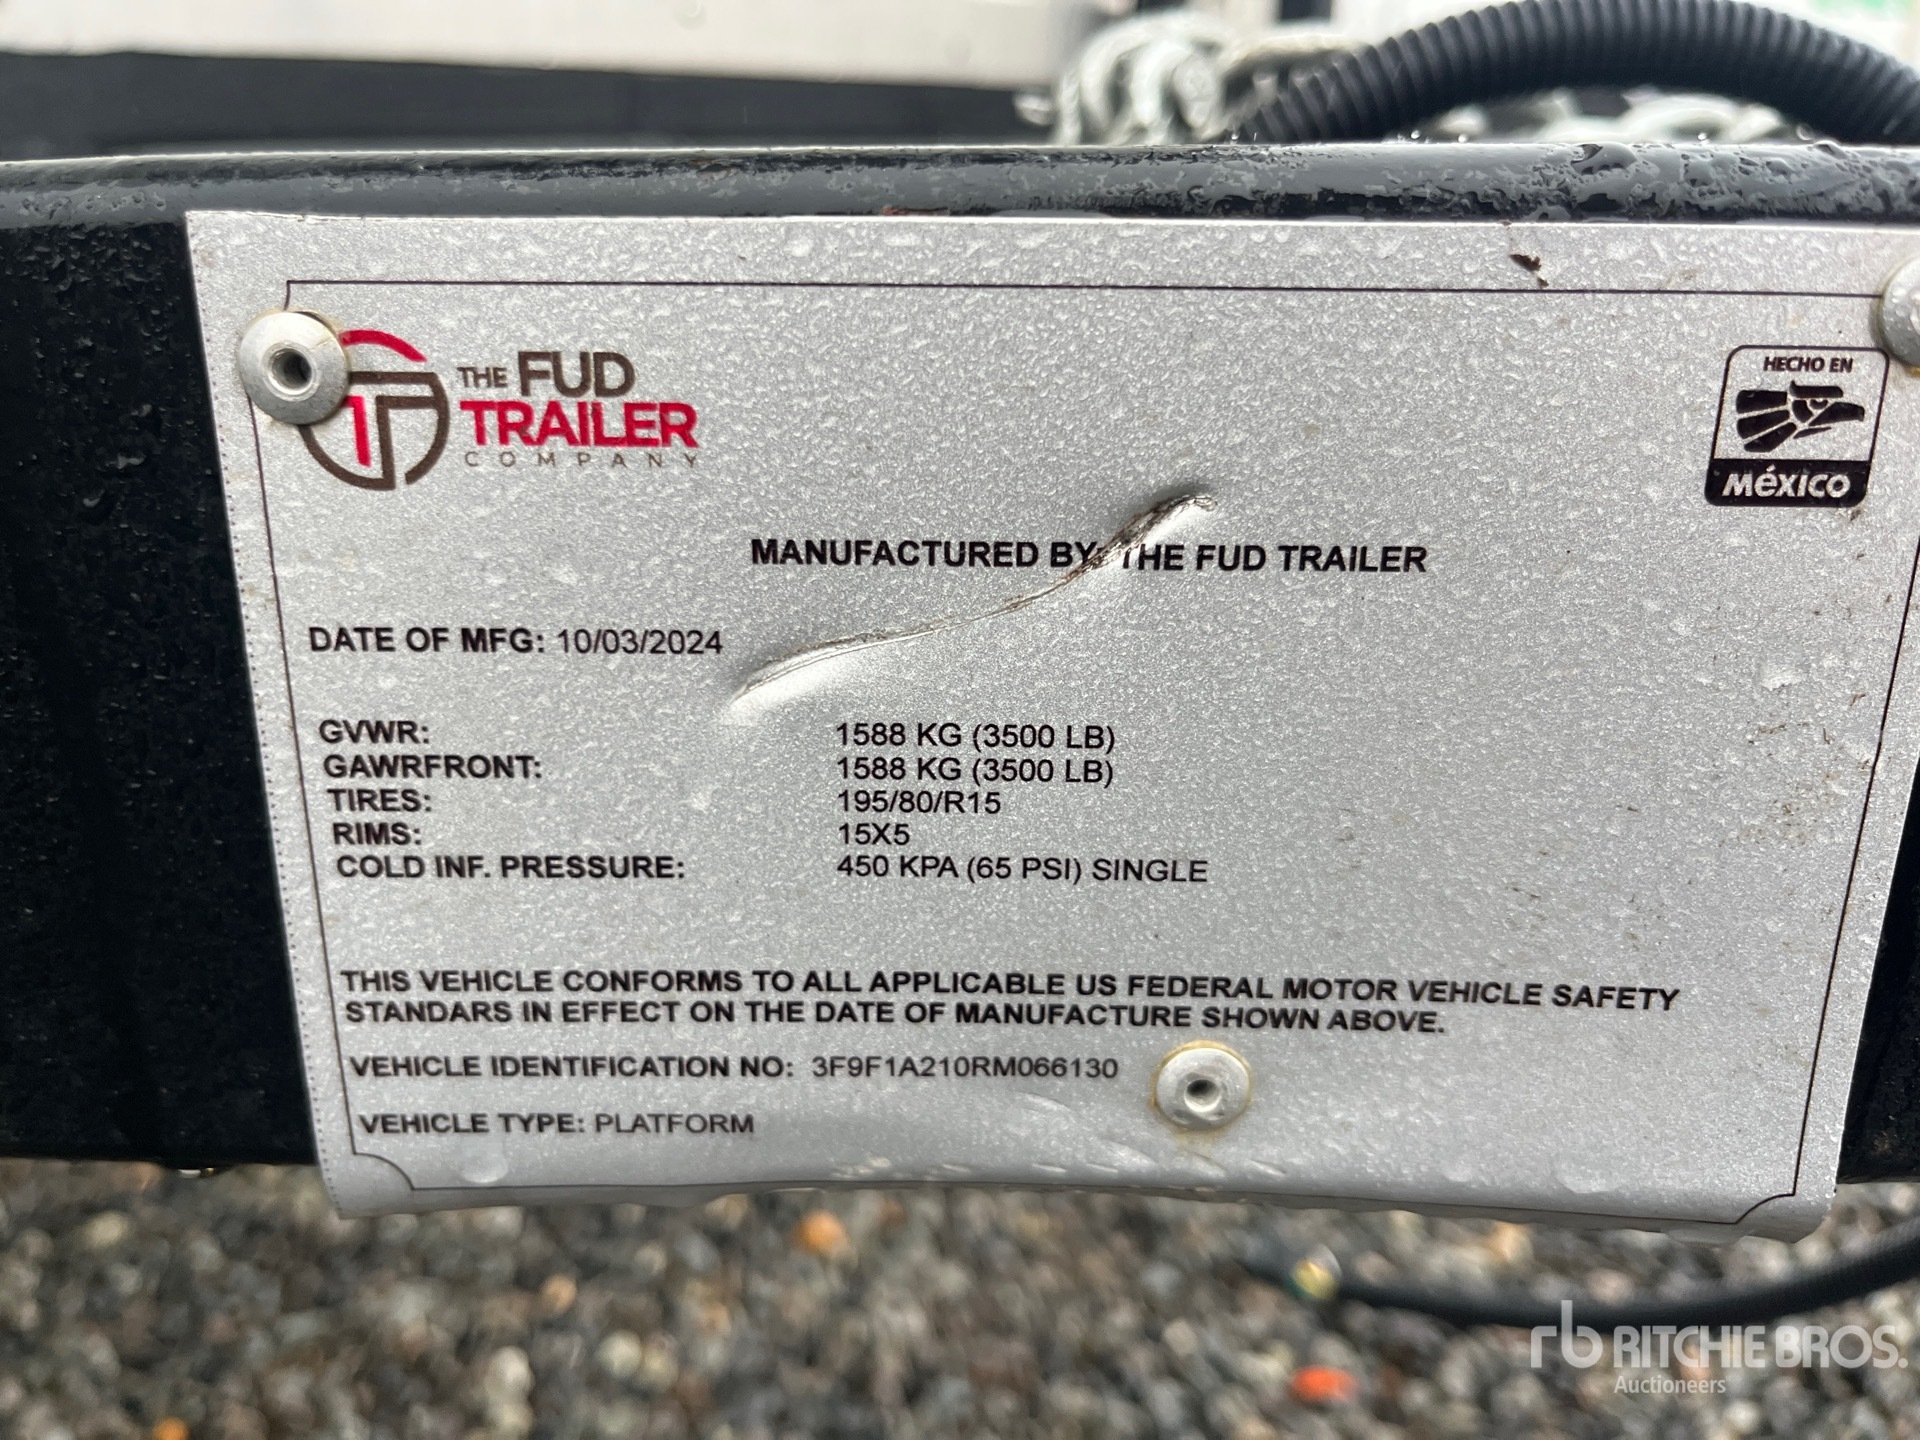 THE FUD
TRAILER
COMPANY
HECHO EN
MéXICO
MANUFACTURED BY: THE FUD TRAILER
DATE OF MFG: 10/03/2024
GVWR: 1588 KG (3500 LB)
GAWRFRONT: 1588 KG (3500 LB)
TIRES: 195/80/R15
RIMS: 15X5
COLD INF. PRESSURE: 450 KPA (65 PSI) SINGLE
THIS VEHICLE CONFORMS TO ALL APPLICABLE US FEDERAL MOTOR VEHICLE SAFETY
STANDARS IN EFFECT ON THE DATE OF MANUFACTURE SHOWN ABOVE.
VEHICLE IDENTIFICATION NO: 3F9F1A210RM066130
VEHICLE TYPE: PLATFORM
rb RITCHIE BROS.
Auctioneers